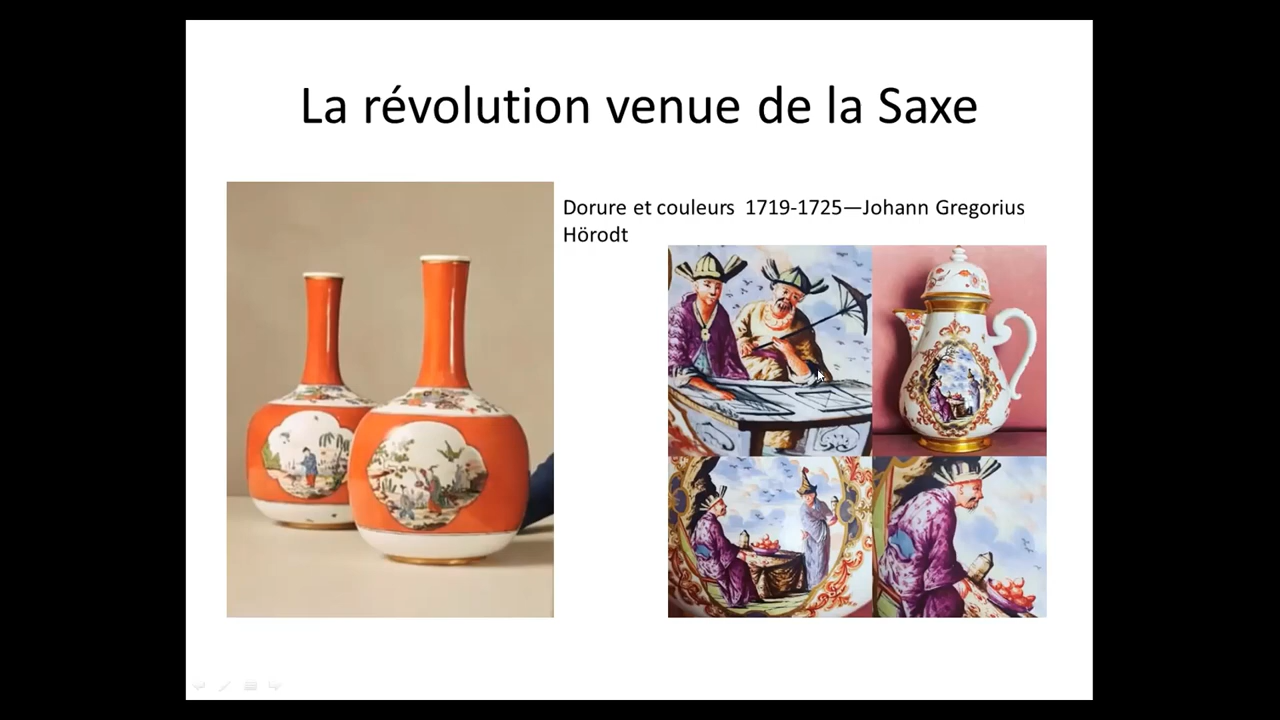 La révolution venue de la Saxe
Dorure et couleurs 1719-1725—Johann Gregorius
Hörodt